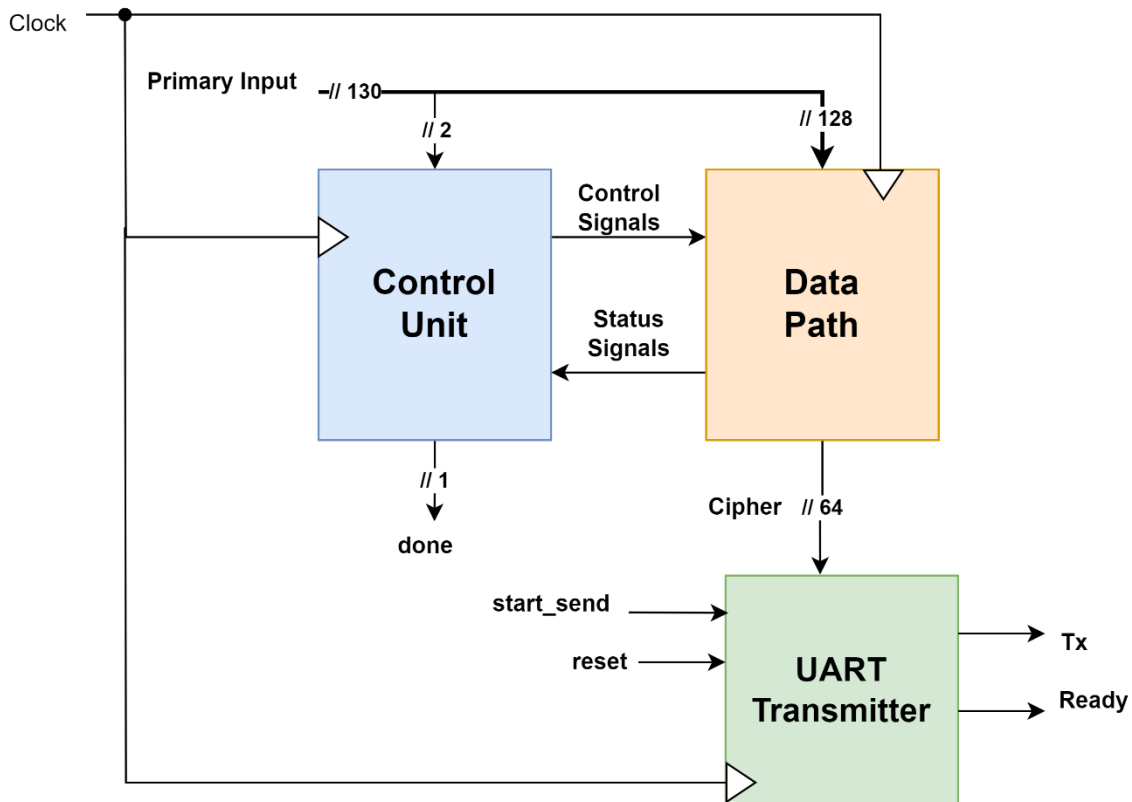 Clock
Primary Input
// 130
// 2
// 128
Control
Signals
Control
Unit
Data
Path
Status
Signals
// 1
done
Cipher // 64
start_send
reset
UART
Transmitter
Tx
Ready